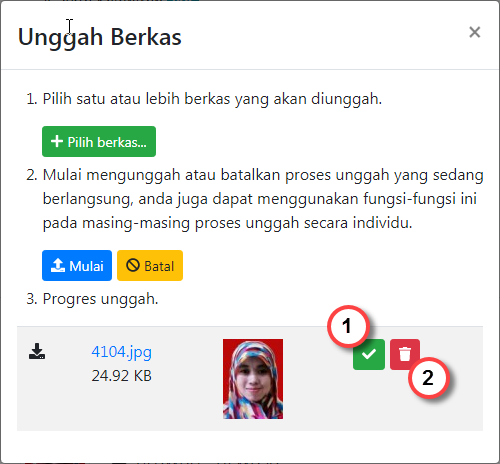 Unggah Berkas ×
1. Pilih satu atau lebih berkas yang akan diunggah.
+ Pilih berkas...
2. Mulai mengunggah atau batalkan proses unggah yang sedang
berlangsung, anda juga dapat menggunakan fungsi-fungsi ini
pada masing-masing proses unggah secara individu.
Mulai Batal
3. Progres unggah.
1
4104.jpg
24.92 KB
2